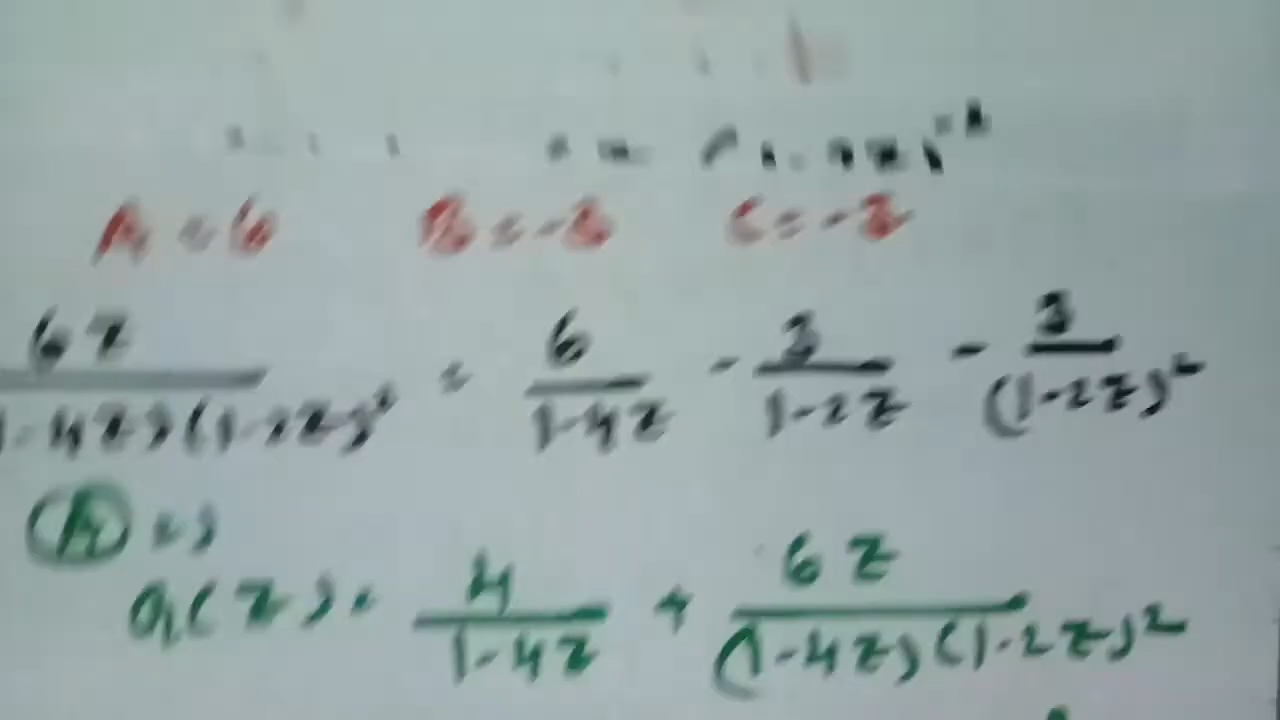 A = 6 B = -3 C = -3
6z / (1-4z)(1-2z)² = 6 / 1-4z - 3 / 1-2z - 3 / (1-2z)²
(A) =>
a(z) = 4 / 1-4z + 6z / (1-4z)(1-2z)²